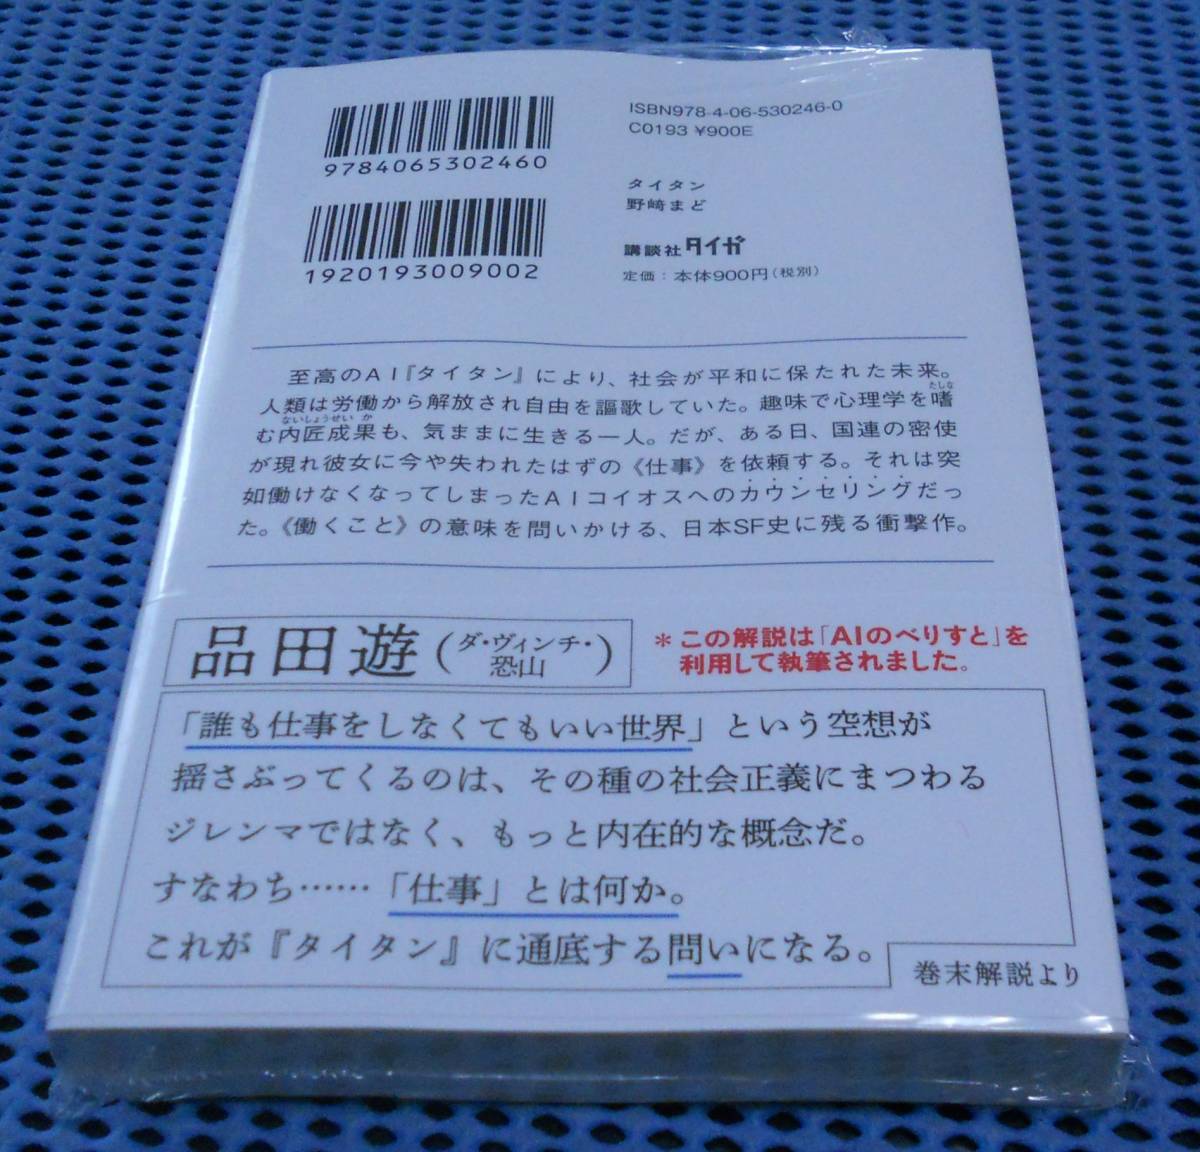 9784065302460
1920193009002
ISBN978-4-06-530246-0
C0193 ¥900E
タイタン
野﨑まど
講談社タイガ
定価：本体900円（税別）
至高のAI『タイタン』により、社会が平和に保たれた未来。
人類は労働から解放され自由を謳歌していた。趣味で心理学を嗜
たしな
ないしょうせいか
む内匠成果も、気ままに生きる一人。だが、ある日、国連の密使
が現れ彼女に今や失われたはずの《仕事》を依頼する。それは突
如働けなくなってしまったAIコイオスへのカウンセリングだっ
た。《働くこと》の意味を問いかける、日本SF史に残る衝撃作。
品田遊（ダ・ヴィンチ・
恐山）
＊この解説は「AIのべりすと」を
利用して執筆されました。
「誰も仕事をしなくてもいい世界」という空想が
揺さぶってくるのは、その種の社会正義にまつわる
ジレンマではなく、もっと内在的な概念だ。
すなわち……「仕事」とは何か。
これが『タイタン』に通底する問いになる。
巻末解説より